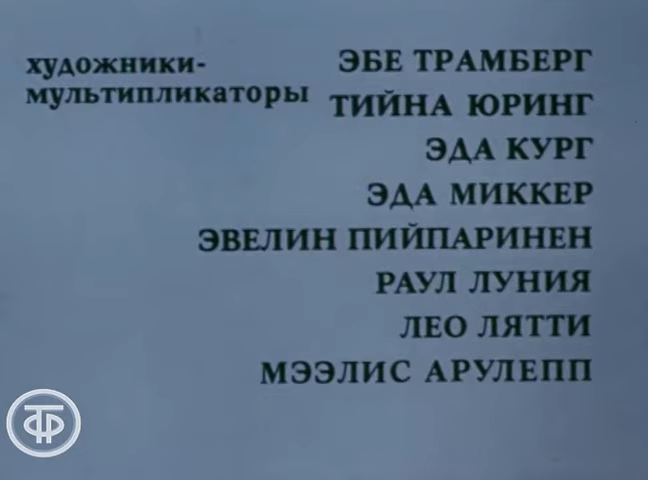 художники-
мультипликаторы
ЭБЕ ТРАМБЕРГ
ТИЙНА ЮРИНГ
ЭДА КУРГ
ЭДА МИККЕР
ЭВЕЛИН ПИЙПАРИНЕН
РАУЛ ЛУНИЯ
ЛЕО ЛЯТТИ
МЭЭЛИС АРУЛЕПП